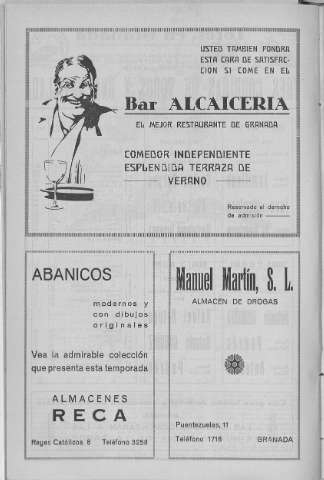 USTED TAMBIEN PONDRA
ESTA CARA DE SATISFAC-
CION SI COME EN EL
Bar ALCAICERIA
EL MEJOR RESTAURANTE DE GRANADA
COMEDOR INDEPENDIENTE
ESPLENDIDA TERRAZA DE
VERANO
Reservado el derecho
de admisión
ABANICOS
modernos y
con dibujos
originales
Vea la admirable colección
que presenta esta temporada
ALMACENES
RECA
Reyes Católicos 8 Teléfono 3258
Manuel Martín, S. L.
ALMACEN DE DROGAS
Puentezuelas, 11
Teléfono 1716 GRANADA